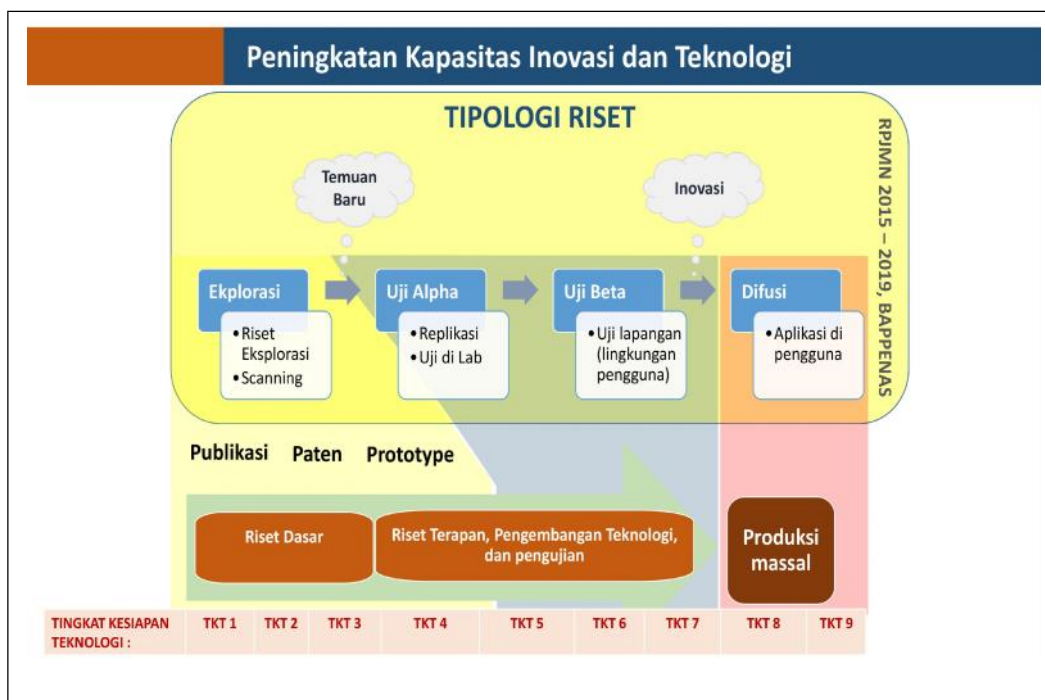 Peningkatan Kapasitas Inovasi dan Teknologi
TIPOLOGI RISET
RPJMN 2015 – 2019, BAPPENAS
Temuan
Baru
Inovasi
Ekplorasi
• Riset
Eksplorasi
• Scanning
Uji Alpha
• Replikasi
• Uji di Lab
Uji Beta
• Uji lapangan
(lingkungan
pengguna)
Difusi
• Aplikasi di
pengguna
Publikasi Paten Prototype
Riset Dasar
Riset Terapan, Pengembangan Teknologi,
dan pengujian
Produksi
massal
TINGKAT KESIAPAN
TEKNOLOGI :
TKT 1 TKT 2 TKT 3 TKT 4 TKT 5 TKT 6 TKT 7 TKT 8 TKT 9